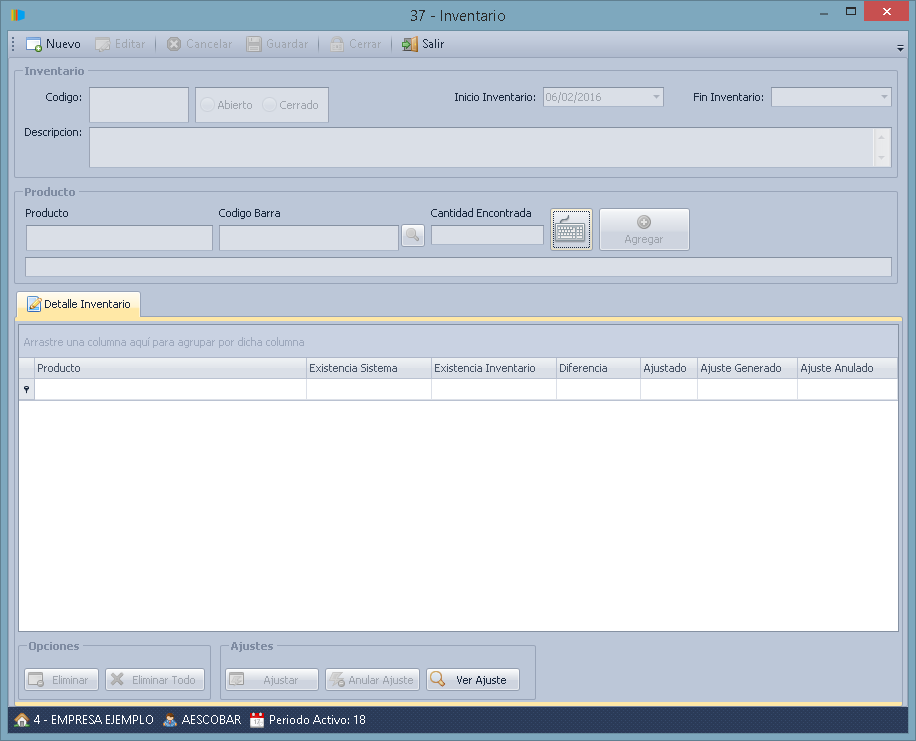 37 - Inventario
Nuevo Editar Cancelar Guardar Cerrar Salir
Inventario
Codigo: Abierto Cerrado Inicio Inventario: 06/02/2016 Fin Inventario:
Descripcion:
Producto
Producto Codigo Barra Cantidad Encontrada
Agregar
Detalle Inventario
Arrastre una columna aquí para agrupar por dicha columna
Producto Existencia Sistema Existencia Inventario Diferencia Ajustado Ajuste Generado Ajuste Anulado
Opciones Ajustes
Eliminar Eliminar Todo Ajustar Anular Ajuste Ver Ajuste
4 - EMPRESA EJEMPLO AESCOBAR Periodo Activo: 18